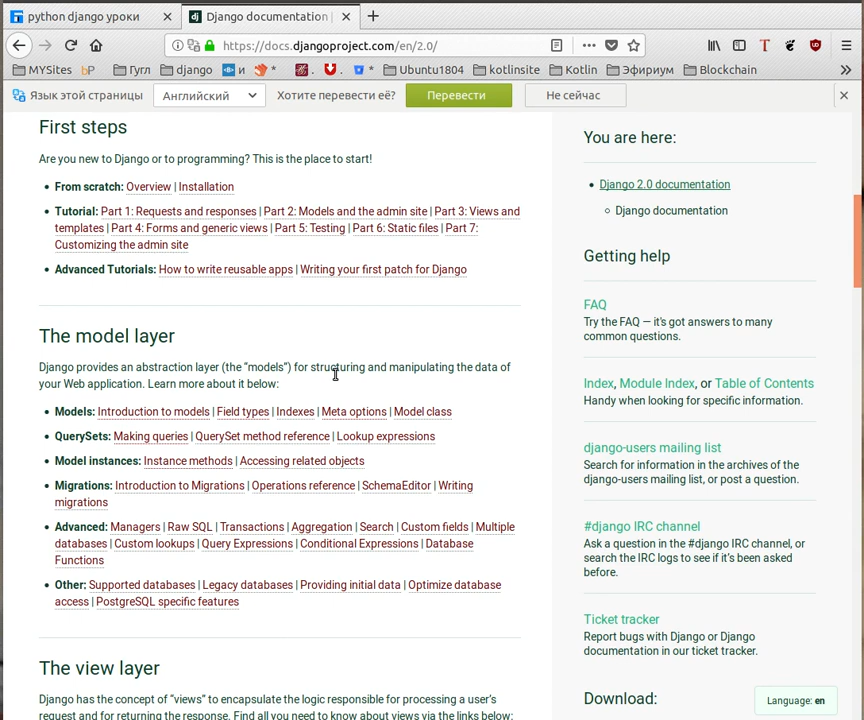 python django уроки
Django documentation |
https://docs.djangoproject.com/en/2.0/
MYSites
bP
Гугл
django
и
*
*
Ubuntu1804
kotlinsite
Kotlin
Эфириум
Blockchain
Язык этой страницы
Английский
Хотите перевести её?
Перевести
Не сейчас
First steps
Are you new to Django or to programming? This is the place to start!
From scratch: Overview | Installation
Tutorial: Part 1: Requests and responses | Part 2: Models and the admin site | Part 3: Views and
templates | Part 4: Forms and generic views | Part 5: Testing | Part 6: Static files | Part 7:
Customizing the admin site
Advanced Tutorials: How to write reusable apps | Writing your first patch for Django
The model layer
Django provides an abstraction layer (the “models”) for structuring and manipulating the data of
your Web application. Learn more about it below:
Models: Introduction to models | Field types | Indexes | Meta options | Model class
QuerySets: Making queries | QuerySet method reference | Lookup expressions
Model instances: Instance methods | Accessing related objects
Migrations: Introduction to Migrations | Operations reference | SchemaEditor | Writing
migrations
Advanced: Managers | Raw SQL | Transactions | Aggregation | Search | Custom fields | Multiple
databases | Custom lookups | Query Expressions | Conditional Expressions | Database
Functions
Other: Supported databases | Legacy databases | Providing initial data | Optimize database
access | PostgreSQL specific features
The view layer
Django has the concept of “views” to encapsulate the logic responsible for processing a user’s
request and for returning the response. Find all you need to know about views via the links below:
You are here:
Django 2.0 documentation
Django documentation
Getting help
FAQ
Try the FAQ — it's got answers to many
common questions.
Index, Module Index, or Table of Contents
Handy when looking for specific information.
django-users mailing list
Search for information in the archives of the
django-users mailing list, or post a question.
#django IRC channel
Ask a question in the #django IRC channel, or
search the IRC logs to see if it’s been asked
before.
Ticket tracker
Report bugs with Django or Django
documentation in our ticket tracker.
Download:
Language: en